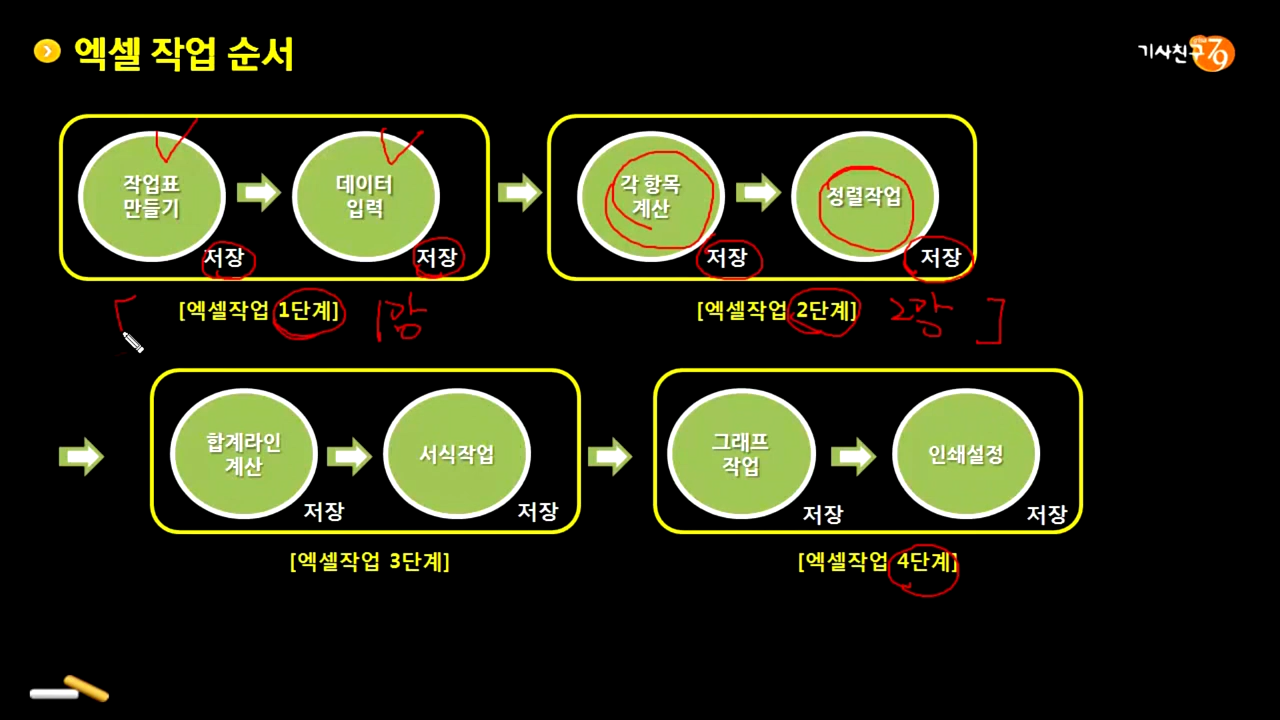 엑셀 작업 순서
기사친구 79
작업표
만들기
저장
데이터
입력
저장
각 항목
계산
저장
정렬작업
저장
[엑셀작업 1단계]
1강
[엑셀작업 2단계]
2강
합계라인
계산
저장
서식작업
저장
그래프
작업
저장
인쇄설정
저장
[엑셀작업 3단계]
[엑셀작업 4단계]